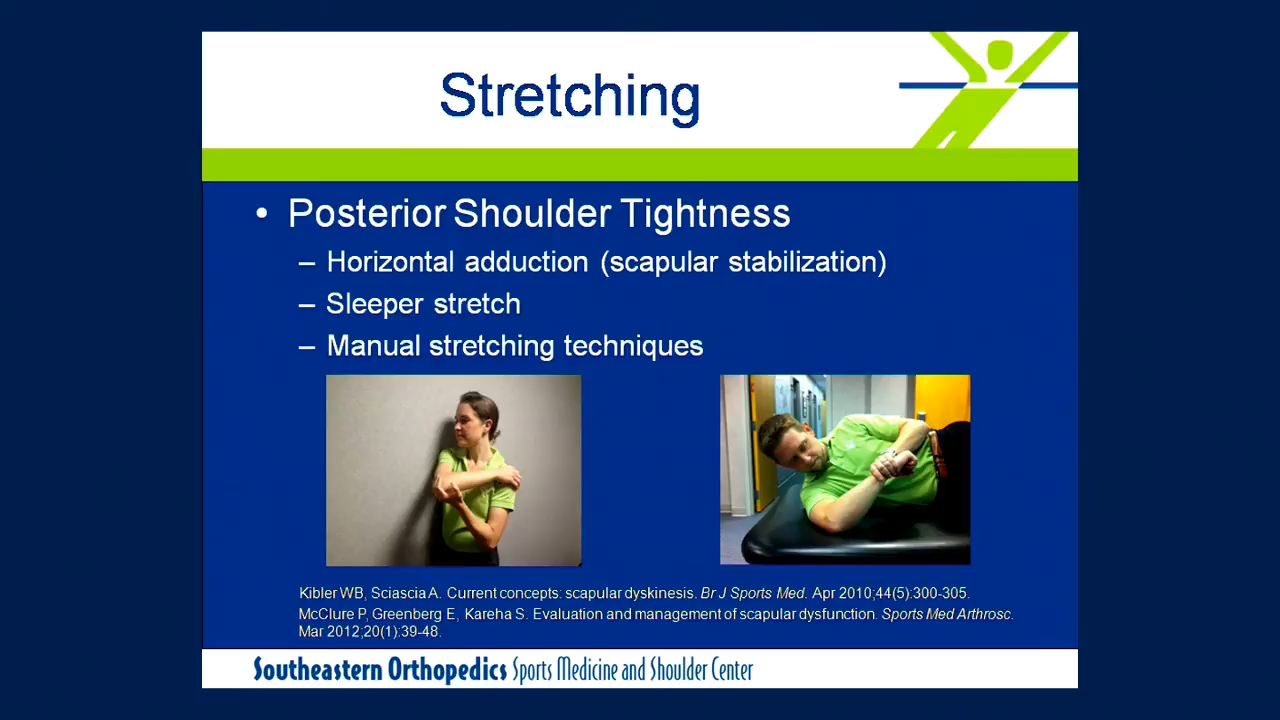 Stretching
• Posterior Shoulder Tightness
– Horizontal adduction (scapular stabilization)
– Sleeper stretch
– Manual stretching techniques
Kibler WB, Sciascia A. Current concepts: scapular dyskinesis. Br J Sports Med. Apr 2010;44(5):300-305.
McClure P, Greenberg E, Kareha S. Evaluation and management of scapular dysfunction. Sports Med Arthrosc.
Mar 2012;20(1):39-48.
Southeastern Orthopedics Sports Medicine and Shoulder Center